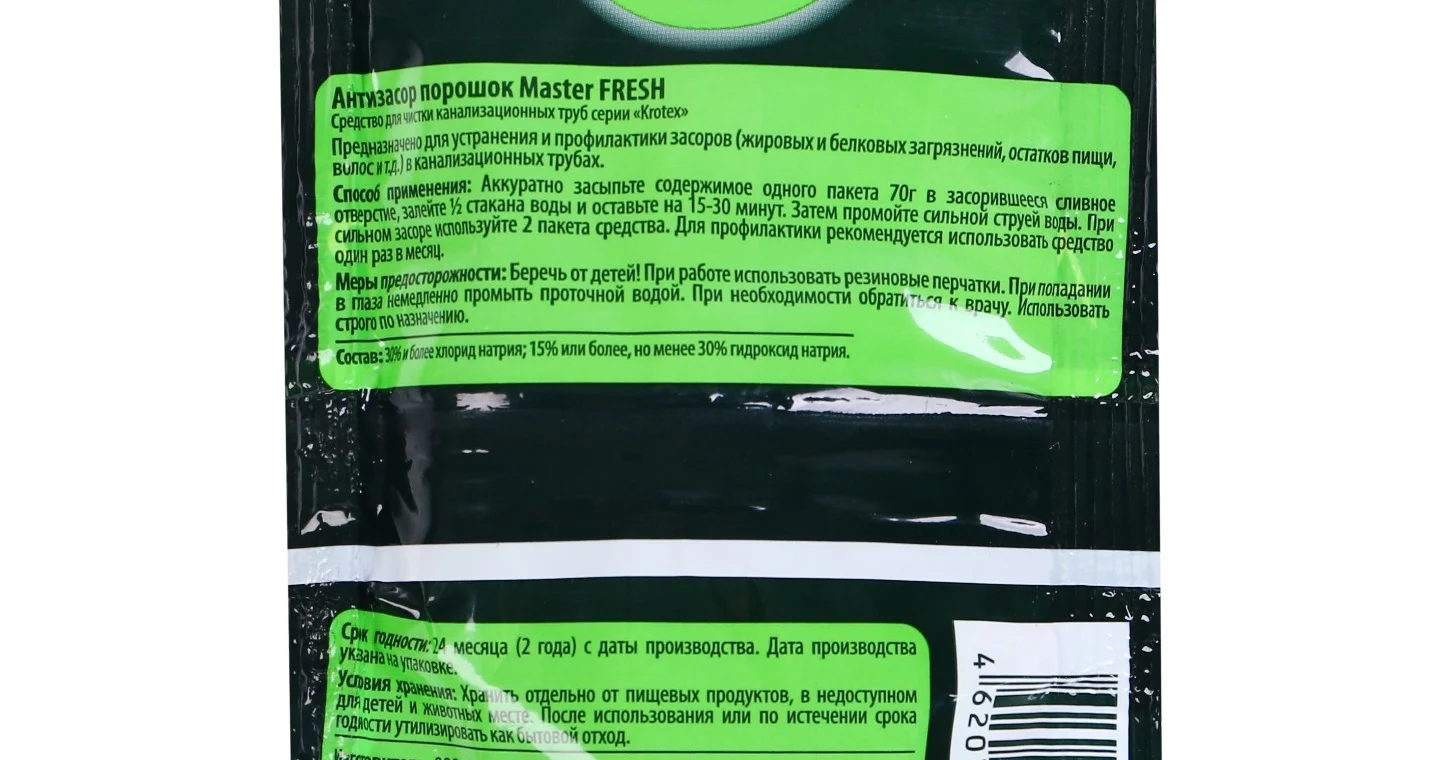 Антизасор порошок Master FRESH
Средство для чистки канализационных труб серии «Krotex»
Предназначено для устранения и профилактики засоров (жировых и белковых загрязнений, остатков пищи,
волос и т.д.) в канализационных трубах.
Способ применения: Аккуратно засыпьте содержимое одного пакета 70г в засорившееся сливное
отверстие, залейте ½ стакана воды и оставьте на 15-30 минут. Затем промойте сильной струей воды. При
сильном засоре используйте 2 пакета средства. Для профилактики рекомендуется использовать средство
один раз в месяц.
Меры предосторожности: Беречь от детей! При работе использовать резиновые перчатки. При попадании
в глаза немедленно промыть проточной водой. При необходимости обратиться к врачу. Использовать
строго по назначению.
Состав: 30% и более хлорид натрия; 15% или более, но менее 30% гидроксид натрия.
Срок годности: 24 месяца (2 года) с даты производства. Дата производства
указана на упаковке.
Условия хранения: Хранить отдельно от пищевых продуктов, в недоступном
для детей и животных месте. После использования или по истечении срока
годности утилизировать как бытовой отход.
4 620